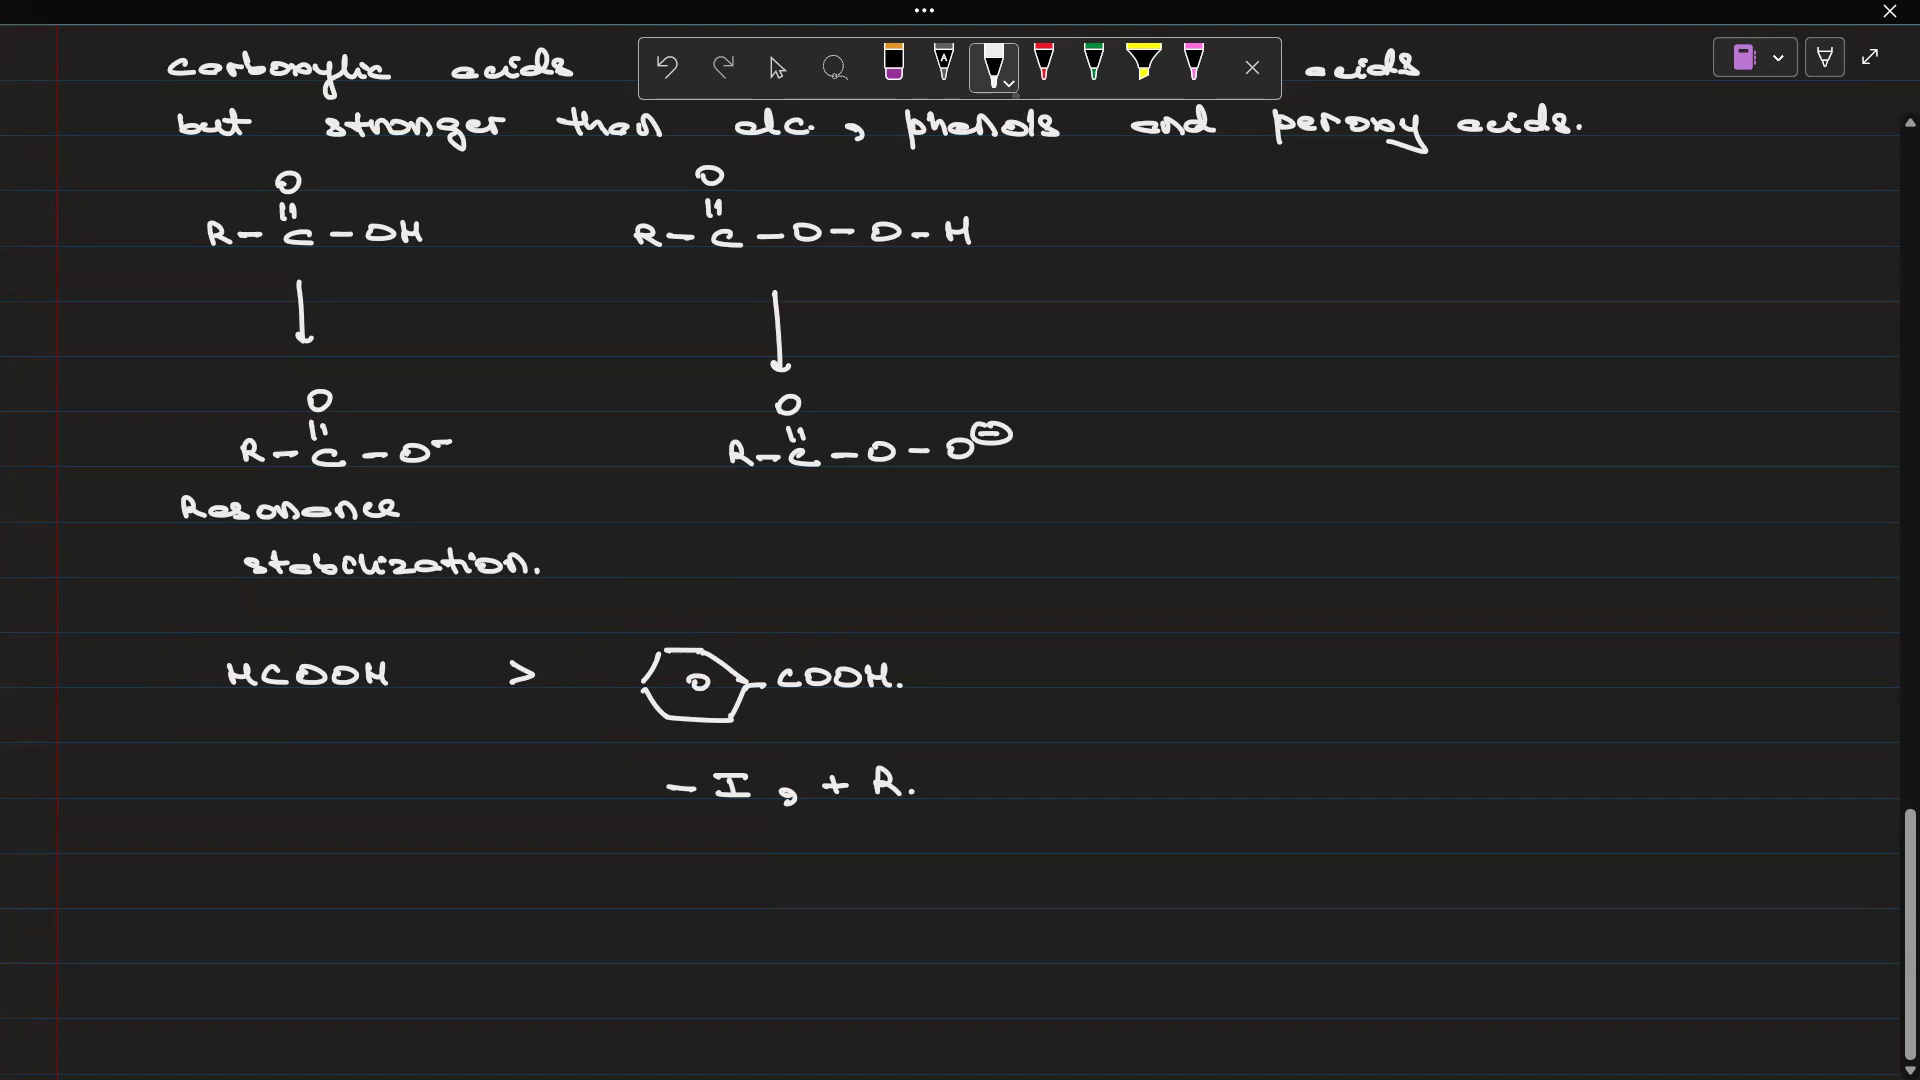 carboxylic acids acids
but stronger than alc. , phenols and peroxy acids.
O O
|| ||
R - C - OH R - C - O - O - H
↓ ↓
O O
|| ||
R - C - O⁻ R - C - O - O⊖
Resonance
stabilization.
HCOOH > - COOH.
- I , + R.